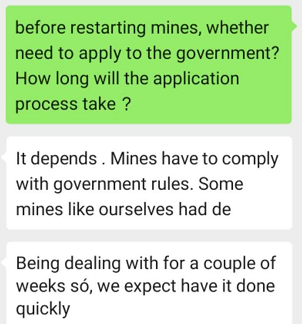 before restarting mines, whether
need to apply to the government?
How long will the application
process take ?
It depends . Mines have to comply
with government rules. Some
mines like ourselves had de
Being dealing with for a couple of
weeks só, we expect have it done
quickly